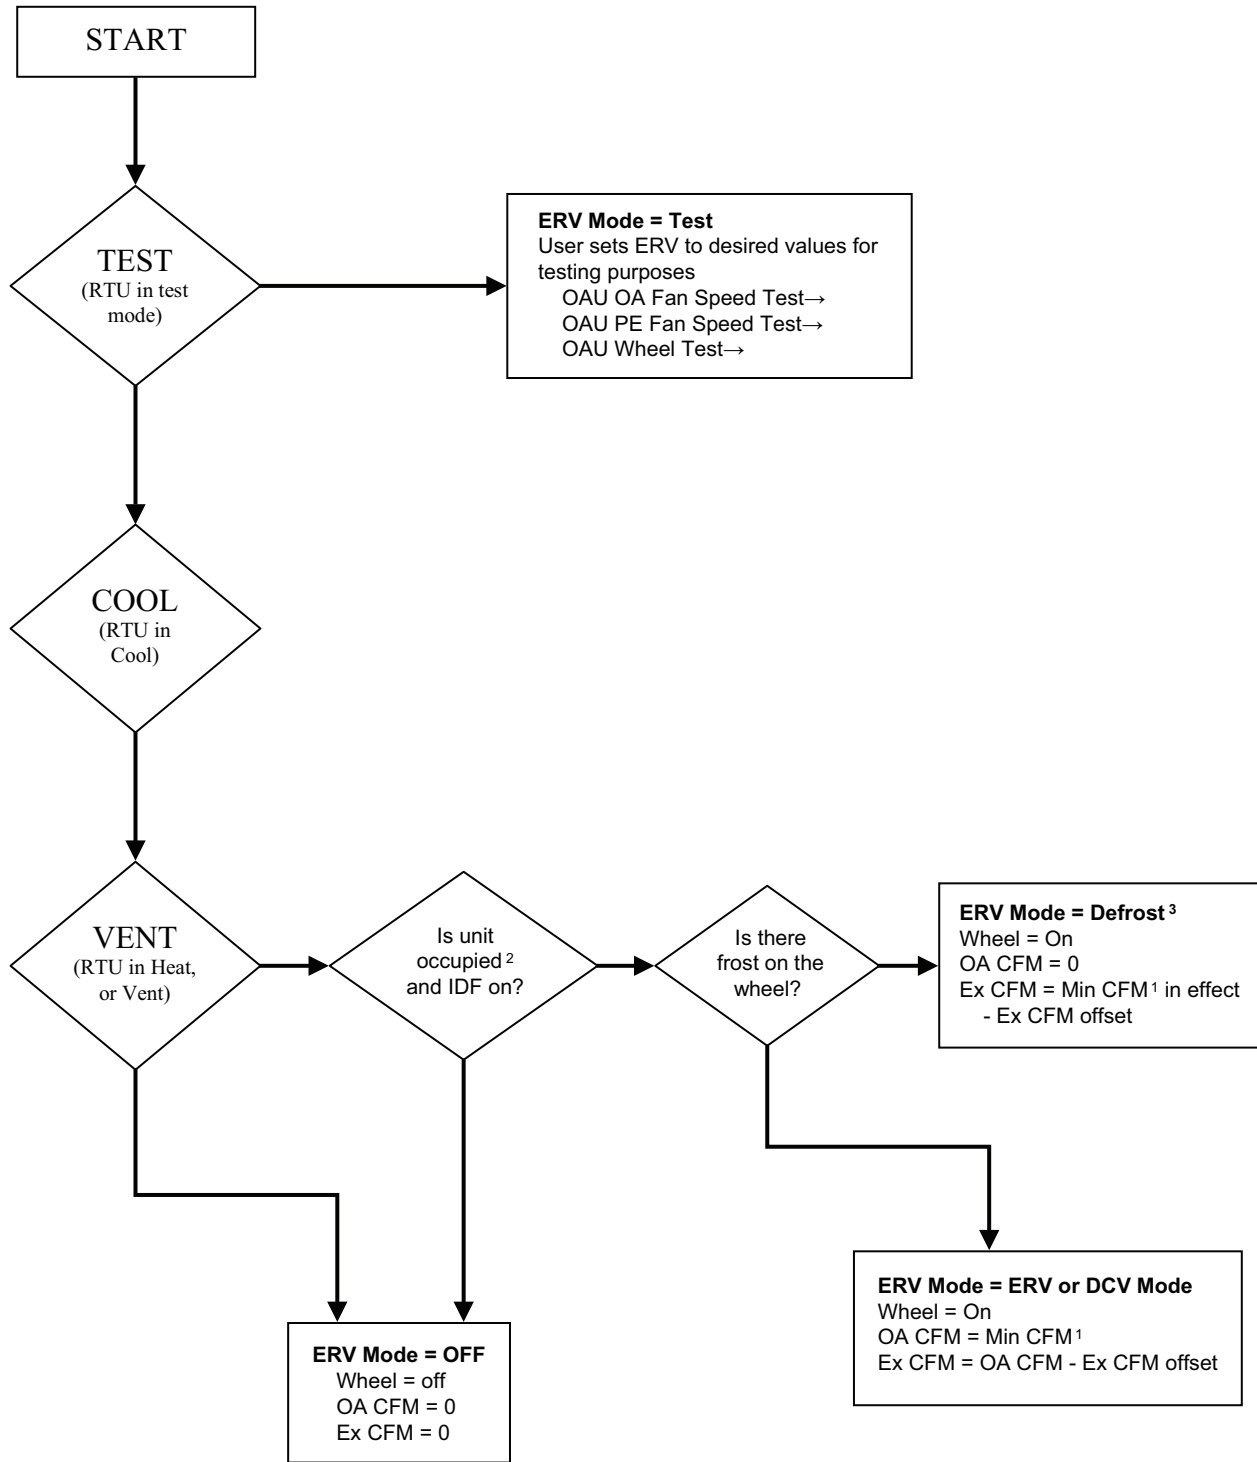 START
TEST
(RTU in test
mode)
ERV Mode = Test
User sets ERV to desired values for
testing purposes
OAU OA Fan Speed Test→
OAU PE Fan Speed Test→
OAU Wheel Test→
COOL
(RTU in
Cool)
VENT
(RTU in Heat,
or Vent)
Is unit
occupied ²
and IDF on?
Is there
frost on the
wheel?
ERV Mode = Defrost ³
Wheel = On
OA CFM = 0
Ex CFM = Min CFM¹ in effect
- Ex CFM offset
ERV Mode = ERV or DCV Mode
Wheel = On
OA CFM = Min CFM¹
Ex CFM = OA CFM - Ex CFM offset
ERV Mode = OFF
Wheel = off
OA CFM = 0
Ex CFM = 0